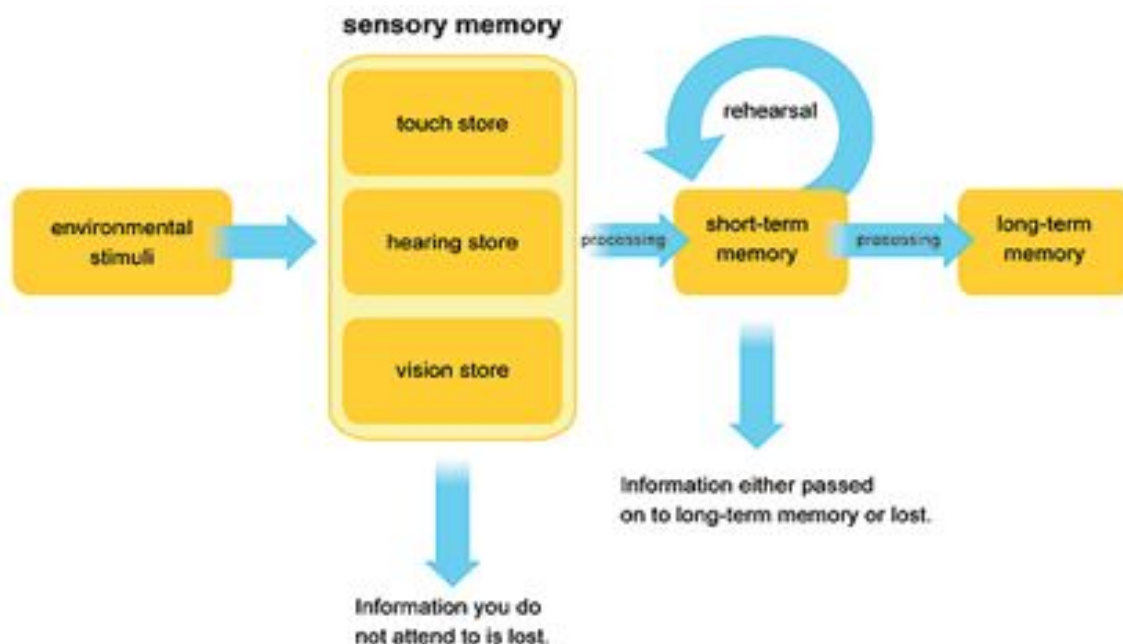 sensory memory
touch store
rehearsal
environmental
stimuli
hearing store
processing
short-term
memory
processing
long-term
memory
vision store
Information either passed
on to long-term memory or lost.
Information you do
not attend to is lost.